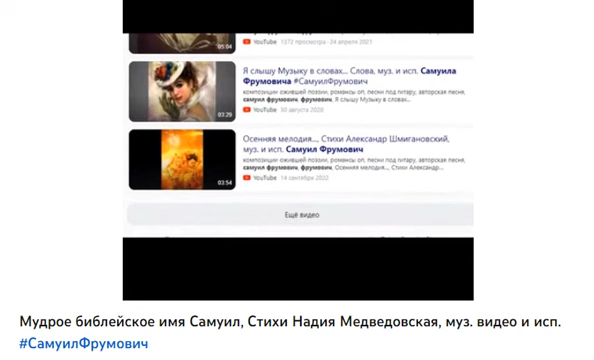 05:04
YouTube 1372 просмотра · 24 апреля 2021
Я слышу Музыку в словах... Слова, муз. и исп. Самуила
Фрумовича #СамуилФрумович
композиции ожившей поэзии, романсы оп, песни под гитару, авторская песня,
самуил фрумович, фрумович, Я слышу Музыку в словах...
YouTube 30 августа 2020
03:29
Осенняя мелодия..., Стихи Александр Шмигановский,
муз. и исп. Самуил Фрумович
композиции ожившей поэзии, романсы оп, песни под гитару, авторская песня,
самуил фрумович, фрумович, Осенняя мелодия..., Стихи Александр...
YouTube 14 сентября 2022
03:54
Ещё видео
Мудрое библейское имя Самуил, Стихи Надия Медведовская, муз. видео и исп.
#СамуилФрумович